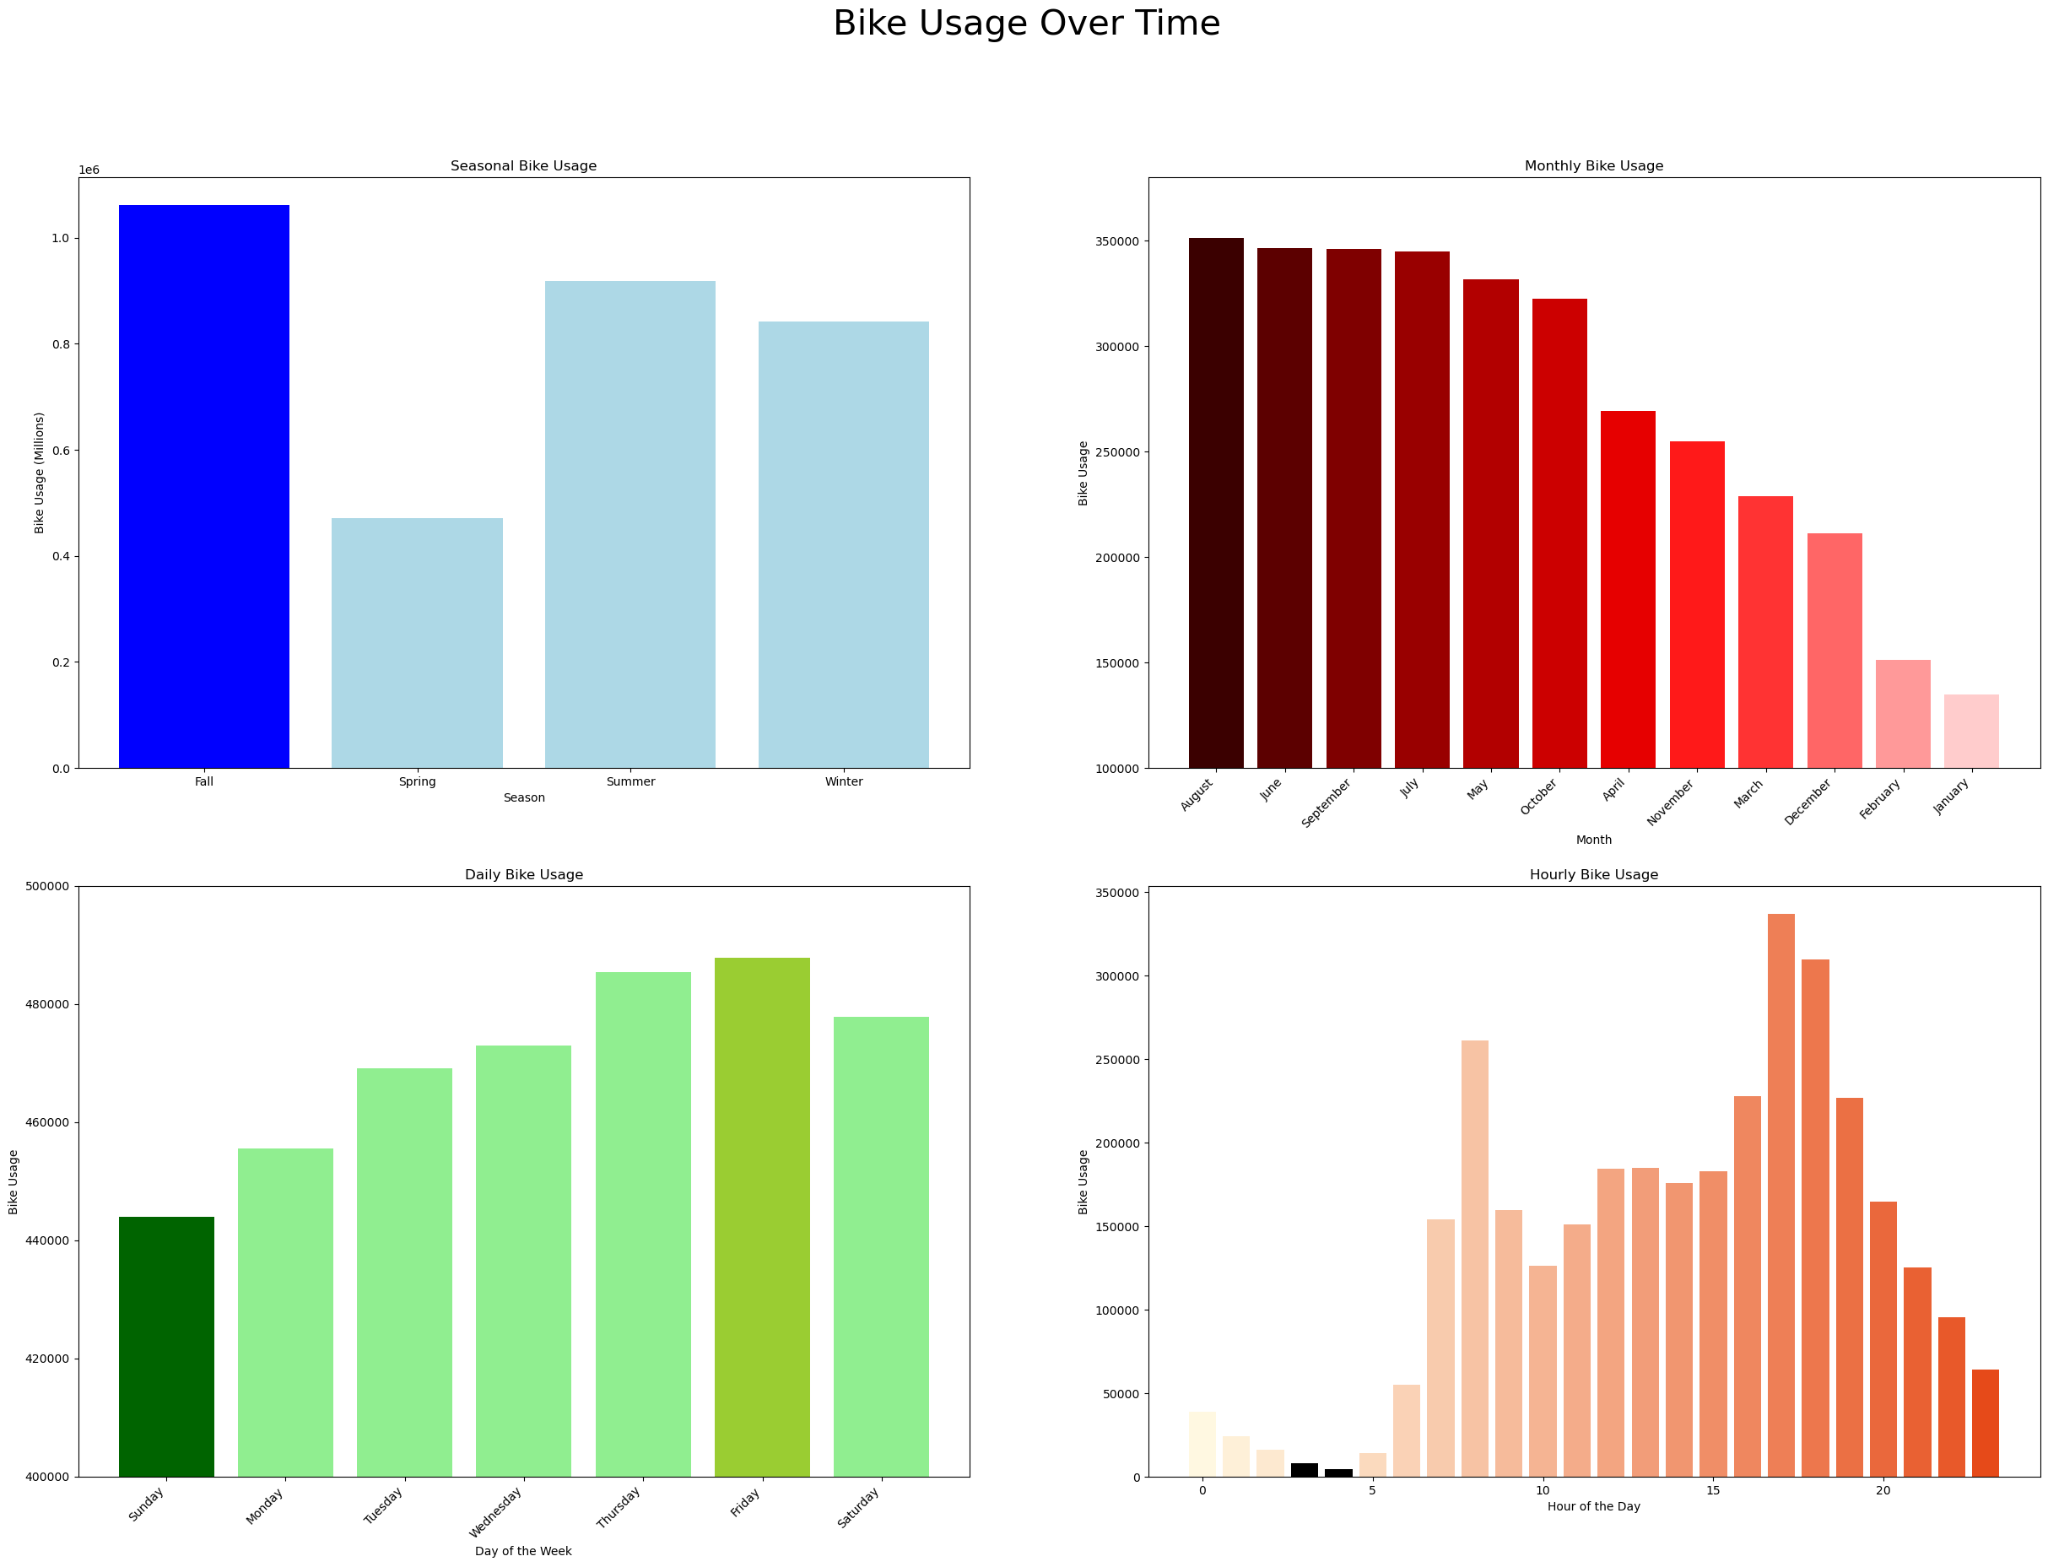 Bike Usage Over Time
Seasonal Bike Usage
1e6
1.0
0.8
0.6
0.4
0.2
0.0
Bike Usage (Millions)
Fall Spring Summer Winter
Season
Monthly Bike Usage
350000
300000
250000
200000
150000
100000
Bike Usage
August June September July May October April November March December February January
Month
Daily Bike Usage
500000
480000
460000
440000
420000
400000
Bike Usage
Sunday Monday Tuesday Wednesday Thursday Friday Saturday
Day of the Week
Hourly Bike Usage
350000
300000
250000
200000
150000
100000
50000
0
Bike Usage
0 5 10 15 20
Hour of the Day